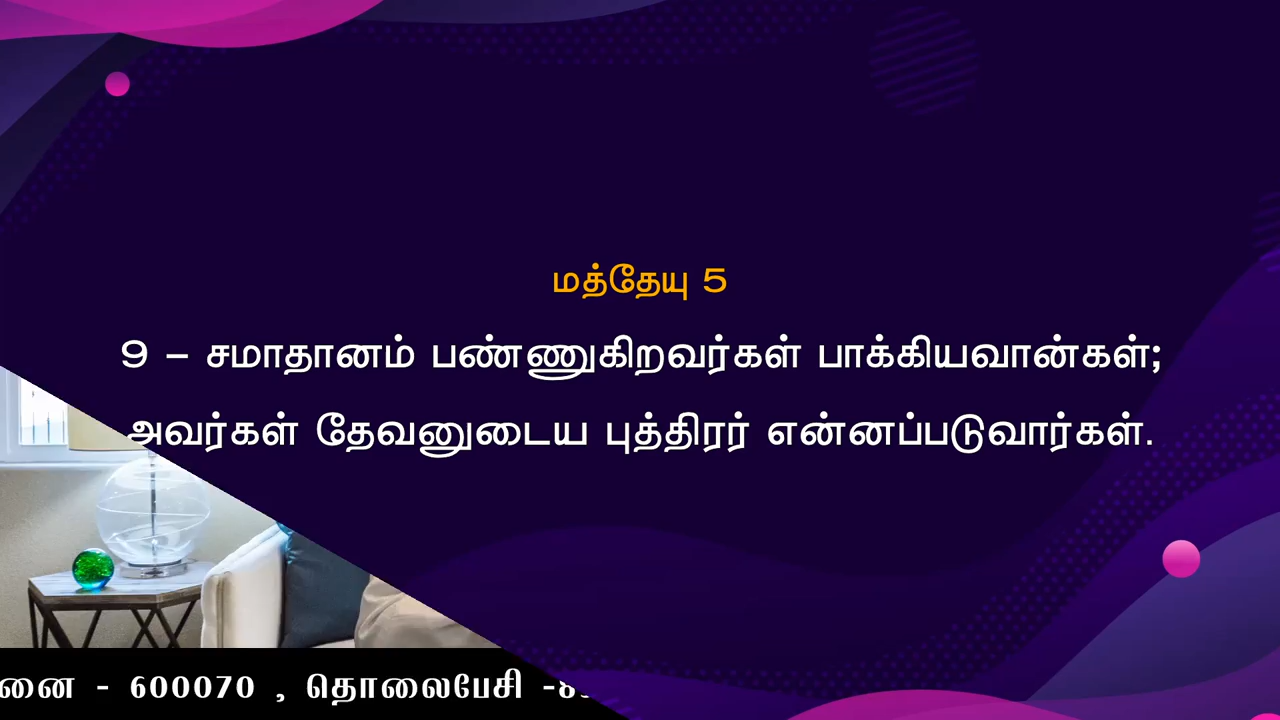 மத்தேயு 5
9 – சமாதானம் பண்ணுகிறவர்கள் பாக்கியவான்கள்;
அவர்கள் தேவனுடைய புத்திரர் என்னப்படுவார்கள்.
- 600070 , தொலைபேசி -8